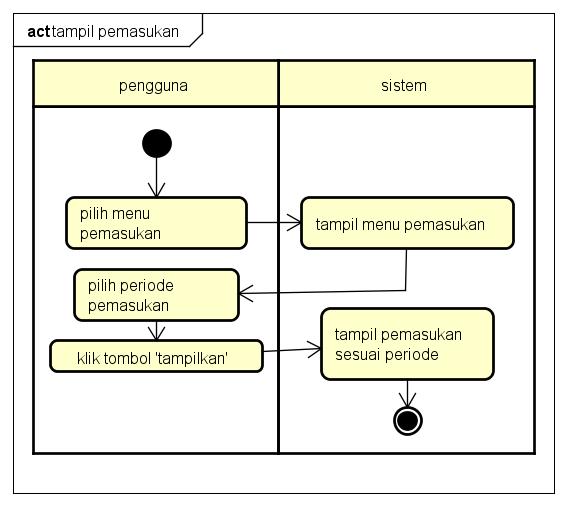 act tampil pemasukan
pengguna
sistem
pilih menu
pemasukan
tampil menu pemasukan
pilih periode
pemasukan
klik tombol 'tampilkan'
tampil pemasukan
sesuai periode